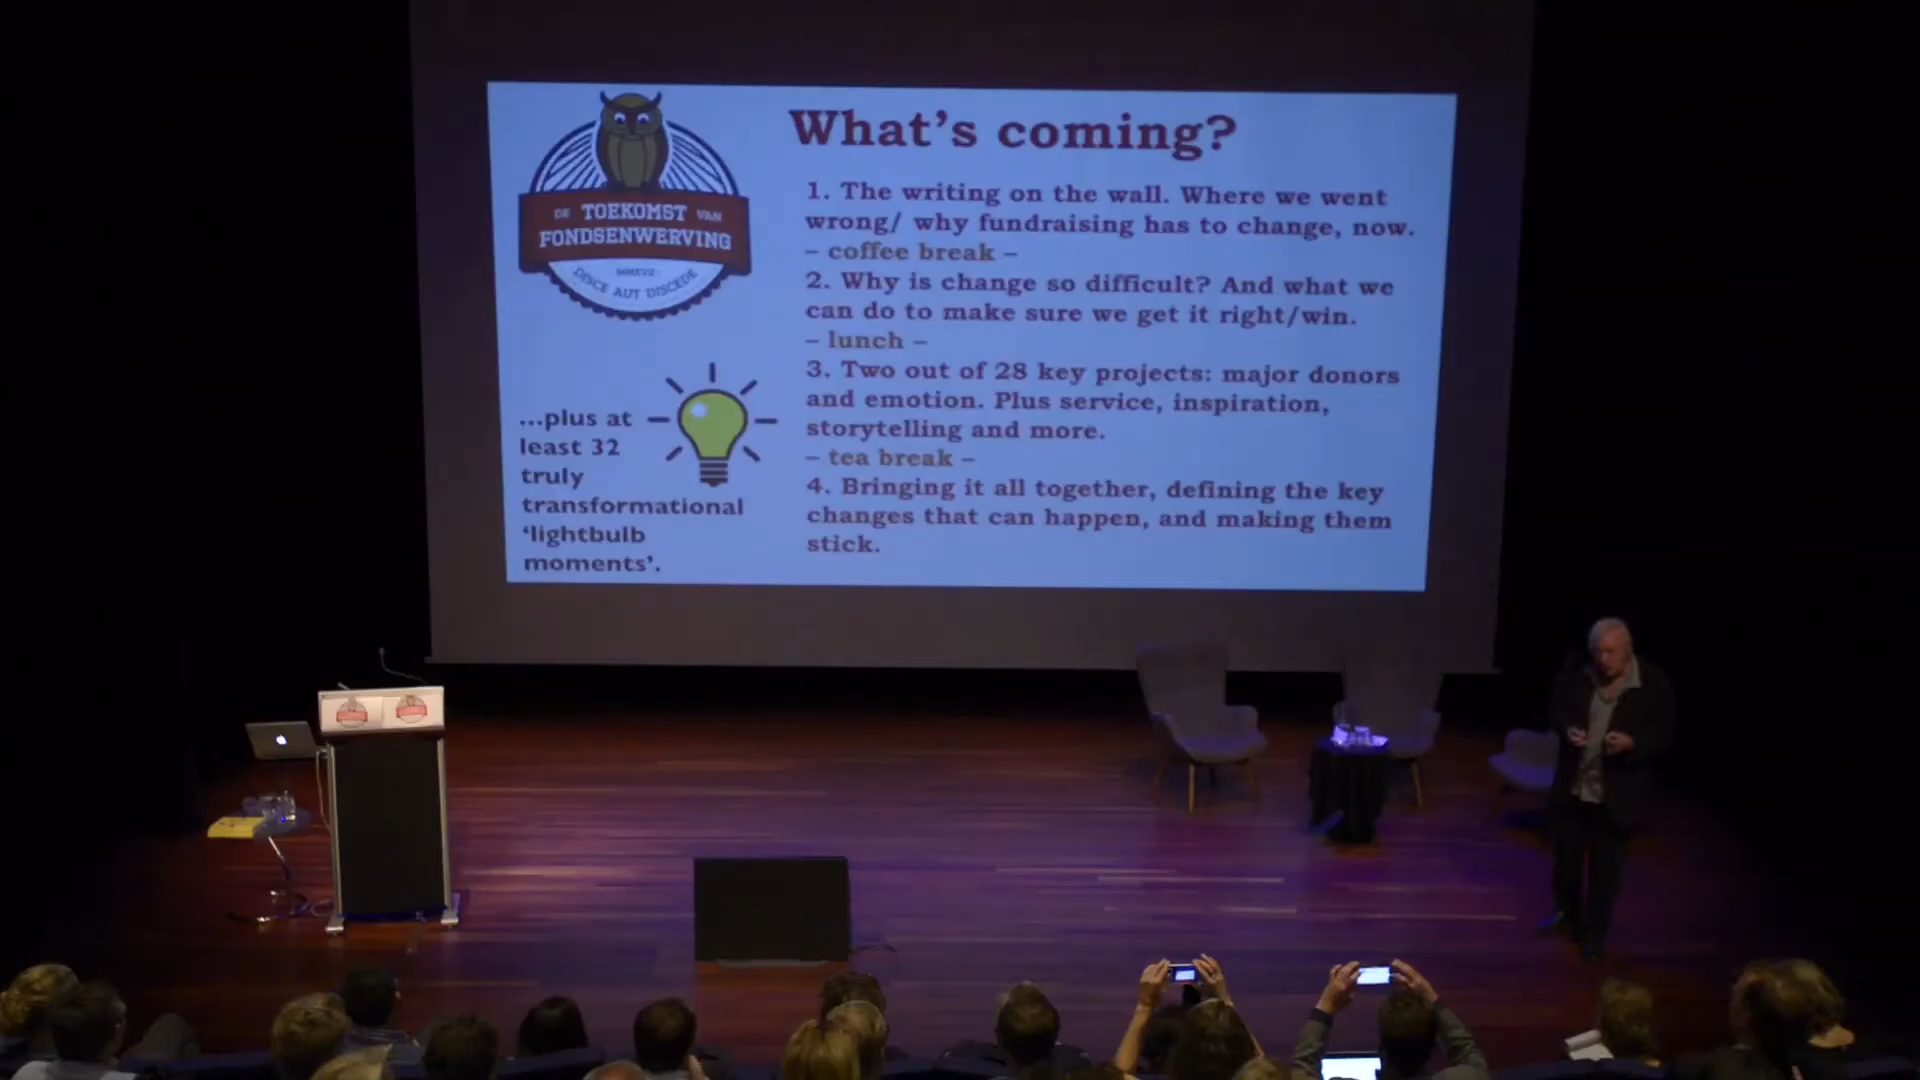 What's coming?
DE TOEKOMST VAN
FONDSENWERVING
MMXVII
DISCE AUT DISCEDE
1. The writing on the wall. Where we went
wrong/ why fundraising has to change, now.
– coffee break –
2. Why is change so difficult? And what we
can do to make sure we get it right/win.
– lunch –
3. Two out of 28 key projects: major donors
and emotion. Plus service, inspiration,
storytelling and more.
– tea break –
4. Bringing it all together, defining the key
changes that can happen, and making them
stick.
...plus at
least 32
truly
transformational
‘lightbulb
moments’.